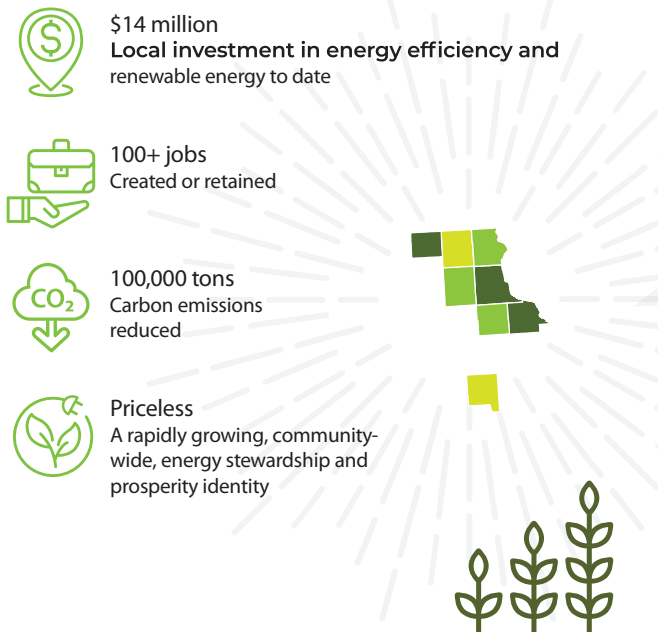 $
$14 million
Local investment in energy efficiency and
renewable energy to date
100+ jobs
Created or retained
CO₂
100,000 tons
Carbon emissions
reduced
Priceless
A rapidly growing, community-
wide, energy stewardship and
prosperity identity